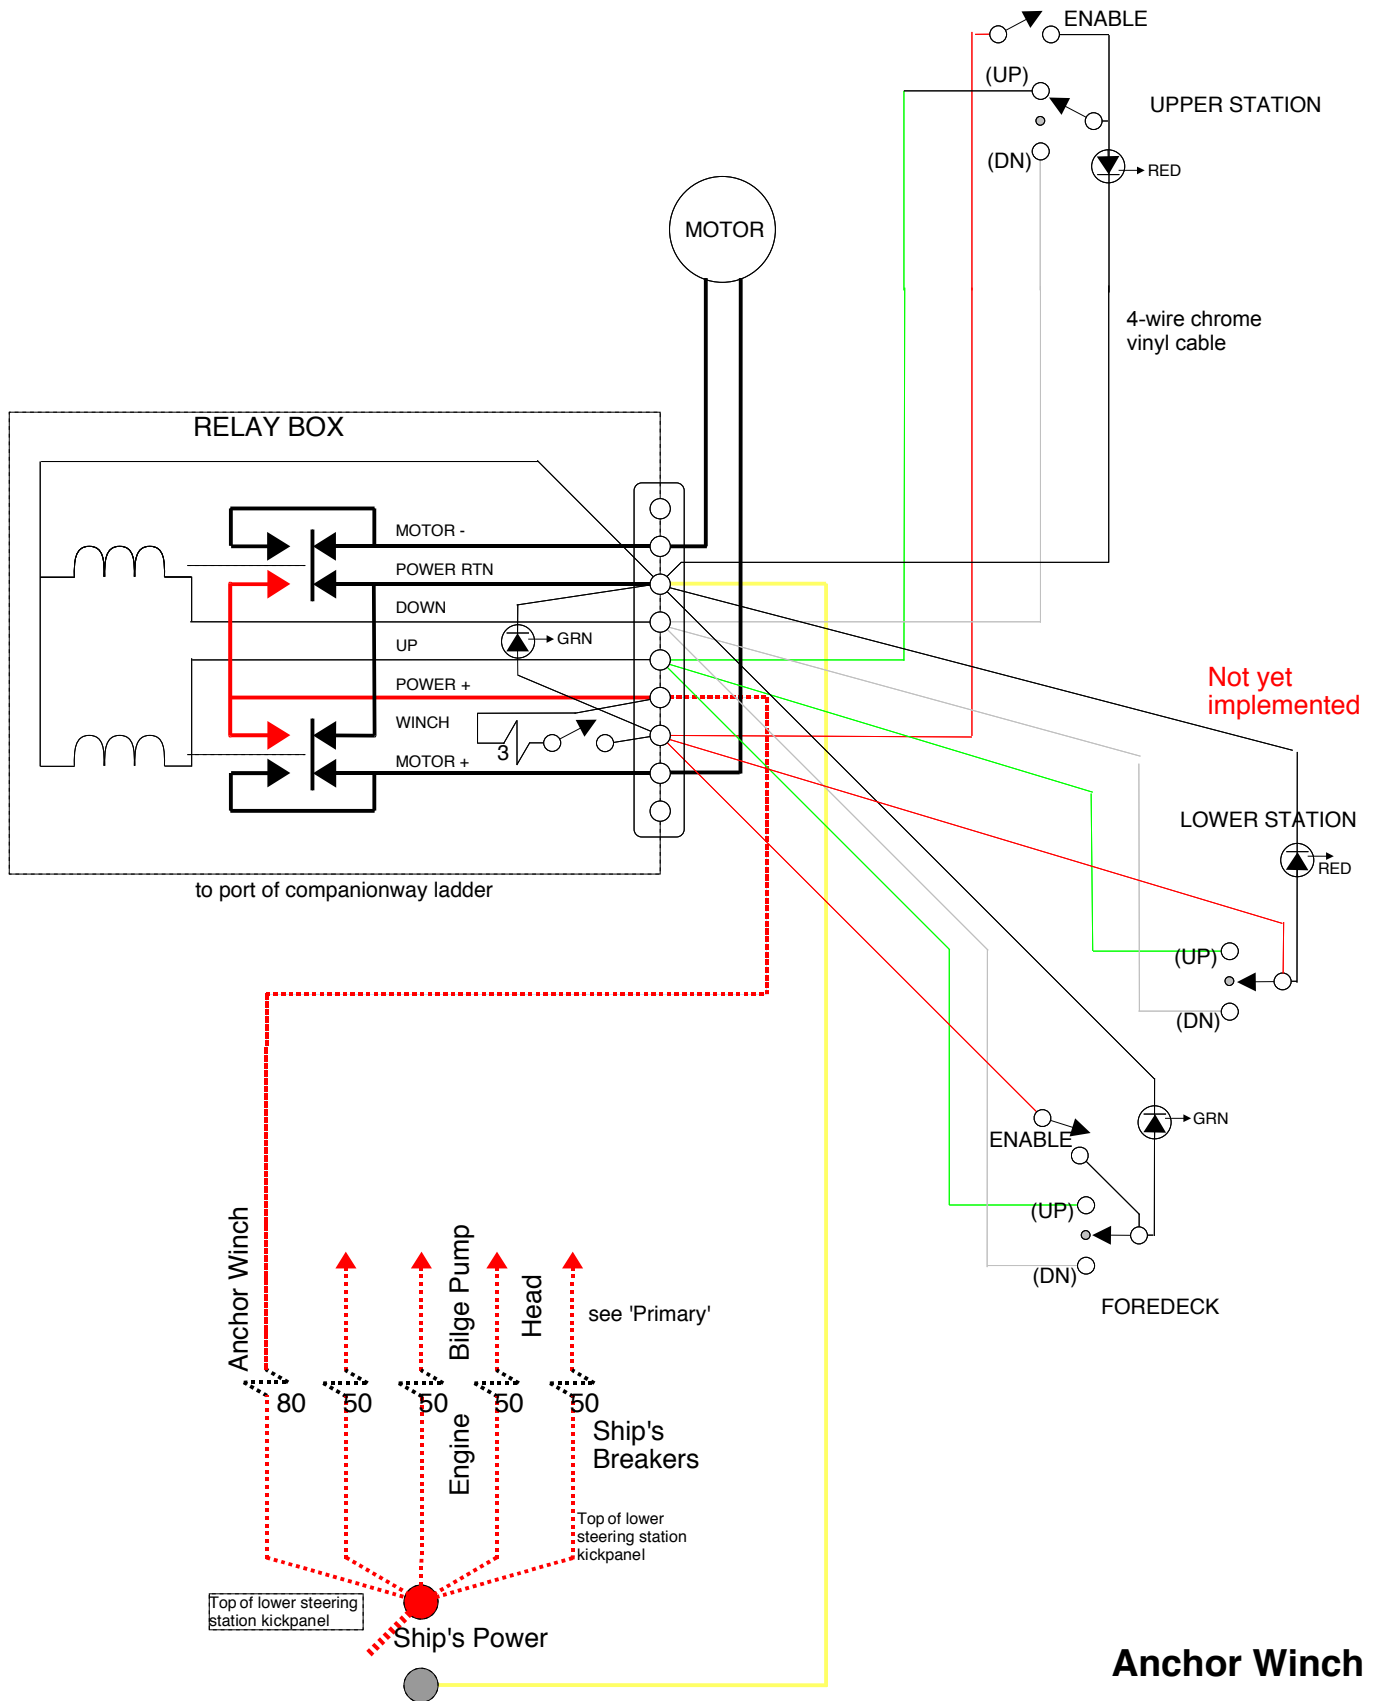 ENABLE
(UP)
UPPER STATION
(DN)
RED
MOTOR
4-wire chrome
vinyl cable
RELAY BOX
MOTOR -
POWER RTN
DOWN
GRN
UP
POWER +
WINCH
3
MOTOR +
Not yet
implemented
LOWER STATION
RED
to port of companionway ladder
(UP)
(DN)
GRN
ENABLE
(UP)
(DN)
FOREDECK
Anchor Winch
Bilge Pump
Head
see 'Primary'
80
50
50
50
50
Engine
Ship's
Breakers
Top of lower
steering station
kickpanel
Top of lower steering
station kickpanel
Ship's Power
Anchor Winch